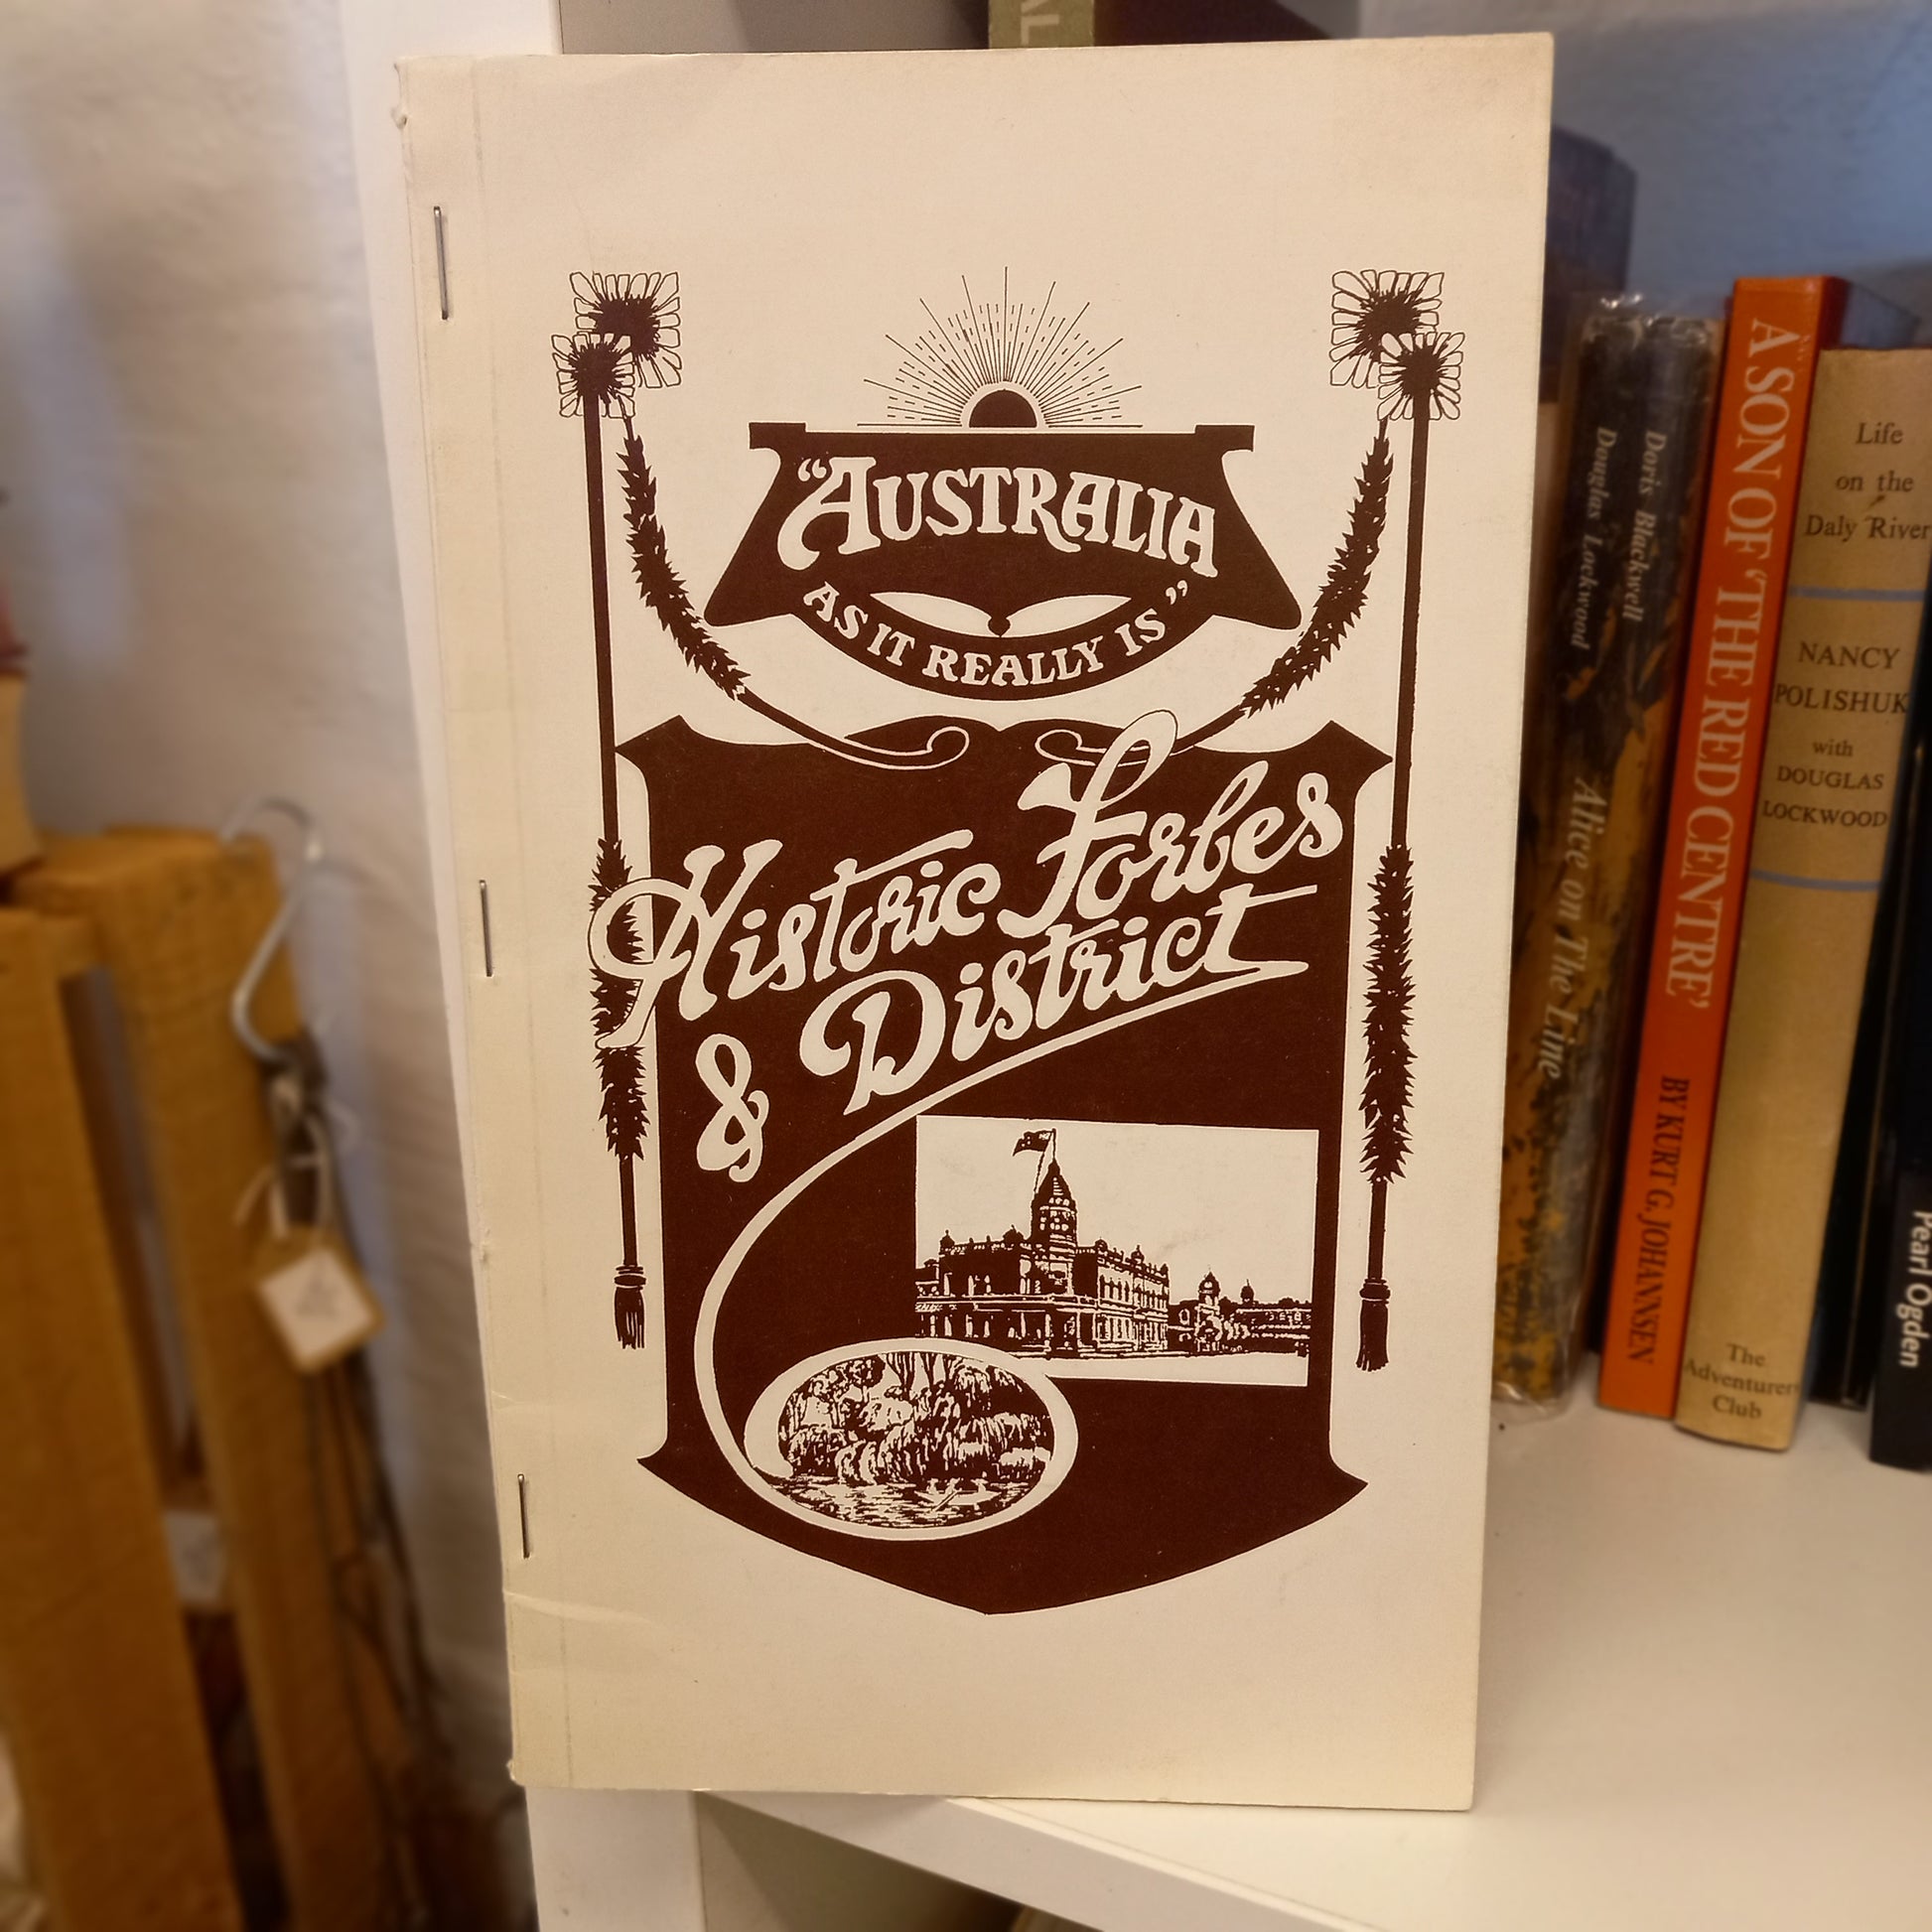 AL
"AUSTRALIA
AS IT REALLY IS"
Historic Forbes
& District
Doris Blackwell
Douglas Lockwood
Alice on The Line
A SON OF 'THE RED CENTRE'
BY KURT G. JOHANNSEN
Life
on the
Daly River
NANCY
POLISHUK
with
DOUGLAS
LOCKWOOD
The
Adventurers
Club
Pearl Ogden